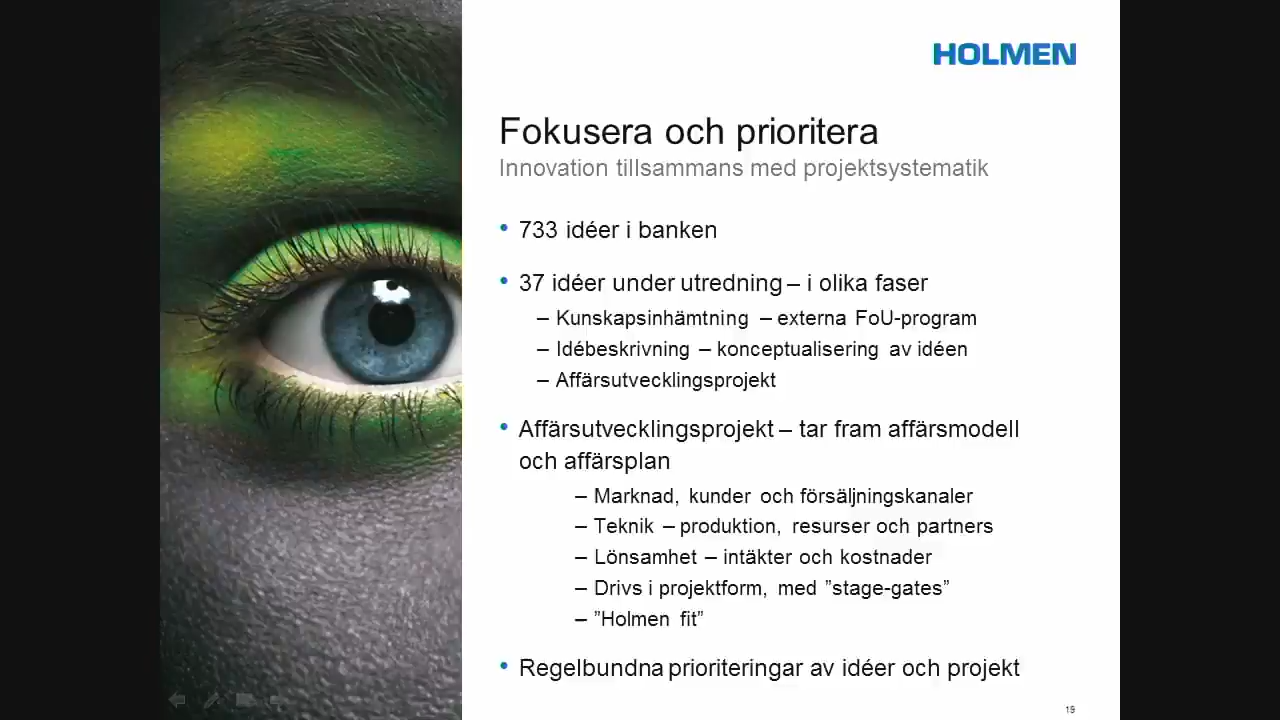 HOLMEN
Fokusera och prioritera
Innovation tillsammans med projektsystematik
• 733 idéer i banken
• 37 idéer under utredning – i olika faser
– Kunskapsinhämtning – externa FoU-program
– Idébeskrivning – konceptualisering av idéen
– Affärsutvecklingsprojekt
• Affärsutvecklingsprojekt – tar fram affärsmodell
och affärsplan
– Marknad, kunder och försäljningskanaler
– Teknik – produktion, resurser och partners
– Lönsamhet – intäkter och kostnader
– Drivs i projektform, med ”stage-gates”
– ”Holmen fit”
• Regelbundna prioriteringar av idéer och projekt
19